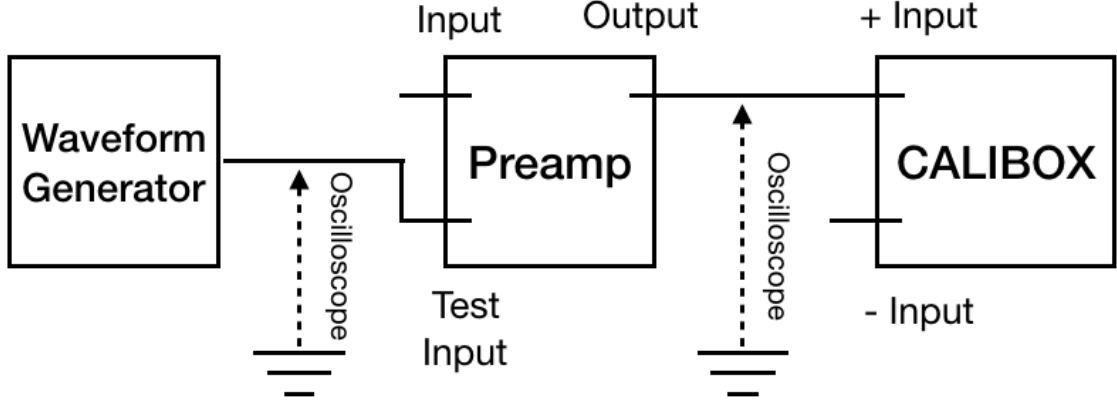 Input
Output
+ Input
Waveform
Generator
Preamp
CALIBOX
Oscilloscope
Oscilloscope
Test
Input
- Input